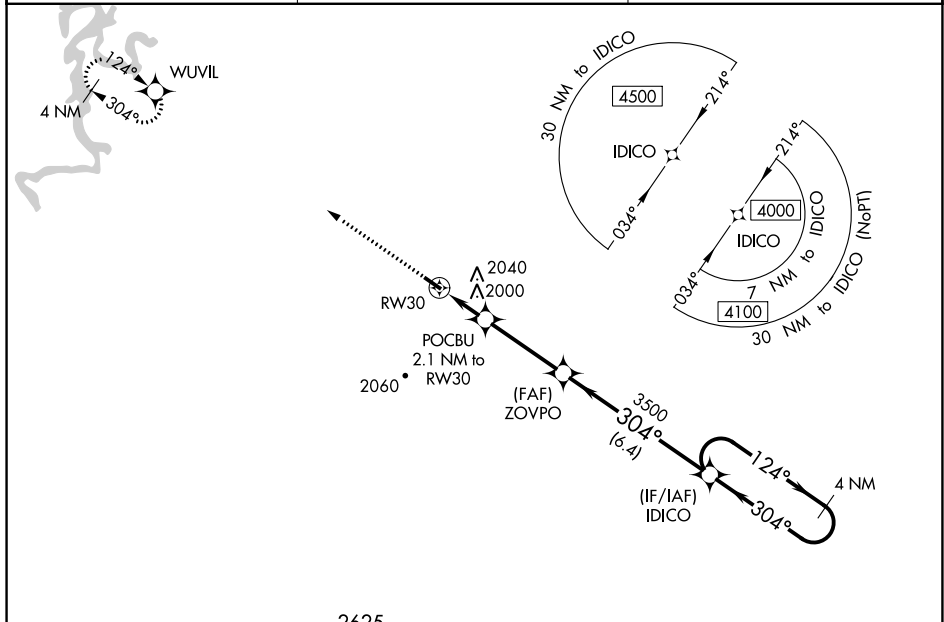 124°
WUVIL
4 NM
304°
30 NM to IDICO
4500
214°
IDICO
034°
214°
4000
IDICO
034°
7 NM to IDICO
4100
30 NM to IDICO (NoPT)
2040
2000
RW30
POCBU
2.1 NM to
RW30
2060
(FAF)
ZOVPO
3500
304°
(6.4)
124°
4 NM
304°
(IF/IAF)
IDICO
2625